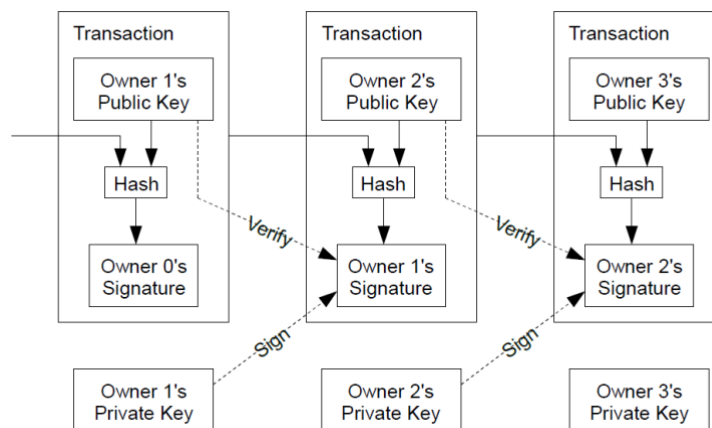 Transaction
Owner 1's
Public Key
Hash
Owner 0's
Signature
Transaction
Owner 2's
Public Key
Hash
Verify
Owner 1's
Signature
Transaction
Owner 3's
Public Key
Hash
Verify
Owner 2's
Signature
Sign
Sign
Owner 1's
Private Key
Owner 2's
Private Key
Owner 3's
Private Key